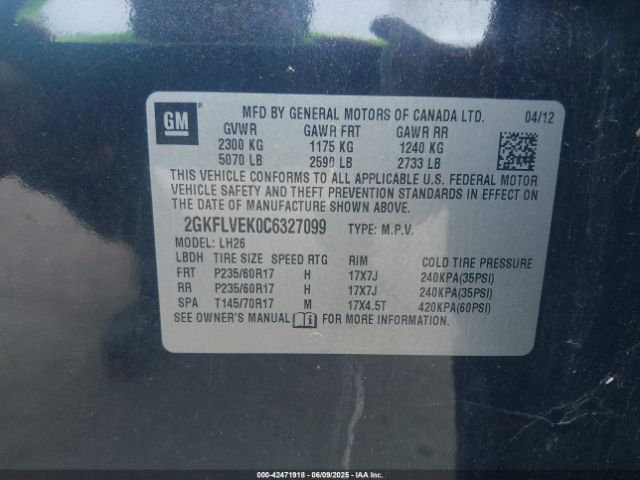 GM
MFD BY GENERAL MOTORS OF CANADA LTD. 04/12
GVWR GAWR FRT GAWR RR
2300 KG 1175 KG 1240 KG
5070 LB 2590 LB 2733 LB
THIS VEHICLE CONFORMS TO ALL APPLICABLE U.S. FEDERAL MOTOR
VEHICLE SAFETY AND THEFT PREVENTION STANDARDS IN EFFECT ON
THE DATE OF MANUFACTURE SHOWN ABOVE.
2GKFLVEK0C6327099 TYPE: M.P.V.
MODEL: LH26
LBDH TIRE SIZE SPEED RTG RIM COLD TIRE PRESSURE
FRT P235/60R17 H 17X7J 240KPA(35PSI)
RR P235/60R17 H 17X7J 240KPA(35PSI)
SPA T145/70R17 M 17X4.5T 420KPA(60PSI)
SEE OWNER'S MANUAL FOR MORE INFORMATION.
000-42471918 | 06/09/2025 | IAAI, Inc.